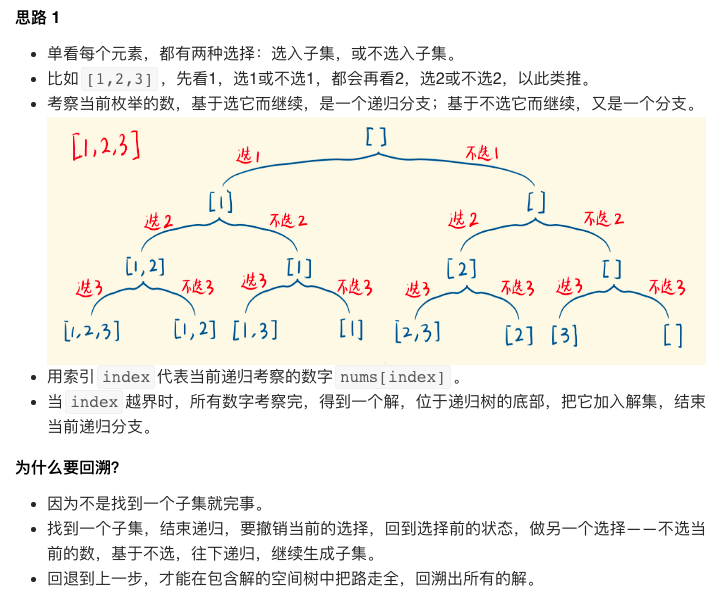 思路 1
单看每个元素，都有两种选择：选入子集，或不选入子集。
比如 [1,2,3] ，先看1，选1或不选1，都会再看2，选2或不选2，以此类推。
考察当前枚举的数，基于选它而继续，是一个递归分支；基于不选它而继续，又是一个分支。
[1,2,3]
[ ]
选1 不选1
[1] [ ]
选2 不选2 选2 不选2
[1,2] [1] [2] [ ]
选3 不选3 选3 不选3 选3 不选3 选3 不选3
[1,2,3] [1,2] [1,3] [1] [2,3] [2] [3] [ ]
用索引 index 代表当前递归考察的数字 nums[index] 。
当 index 越界时，所有数字考察完，得到一个解，位于递归树的底部，把它加入解集，结束
当前递归分支。
为什么要回溯?
因为不是找到一个子集就完事。
找到一个子集，结束递归，要撤销当前的选择，回到选择前的状态，做另一个选择——不选当
前的数，基于不选，往下递归，继续生成子集。
回退到上一步，才能在包含解的空间树中把路走全，回溯出所有的解。